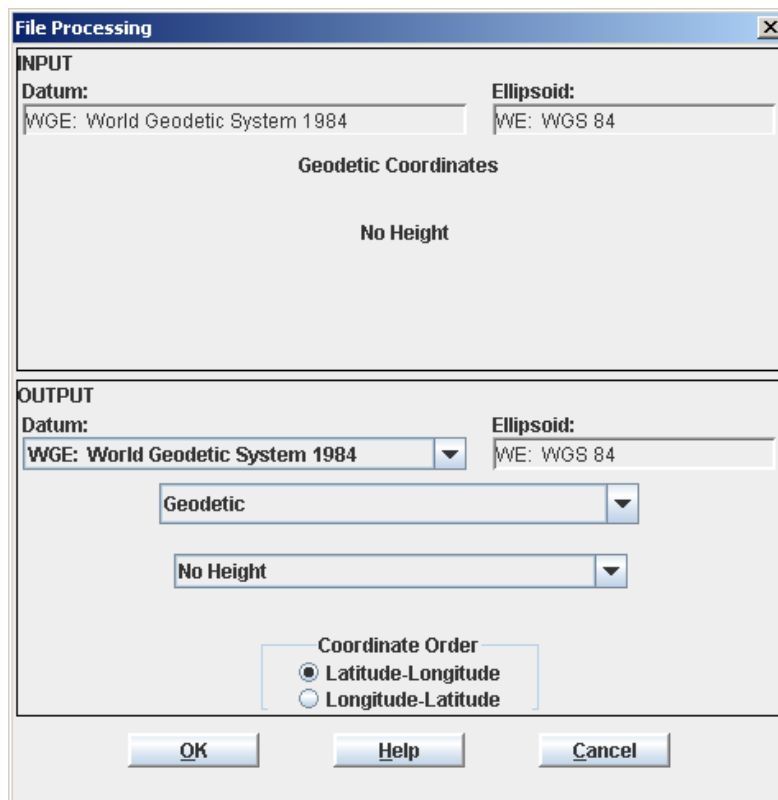 File Processing
INPUT
Datum: Ellipsoid:
WGE: World Geodetic System 1984 WE: WGS 84
Geodetic Coordinates
No Height
OUTPUT
Datum: Ellipsoid:
WGE: World Geodetic System 1984 WE: WGS 84
Geodetic
No Height
Coordinate Order
Latitude-Longitude
Longitude-Latitude
OK Help Cancel